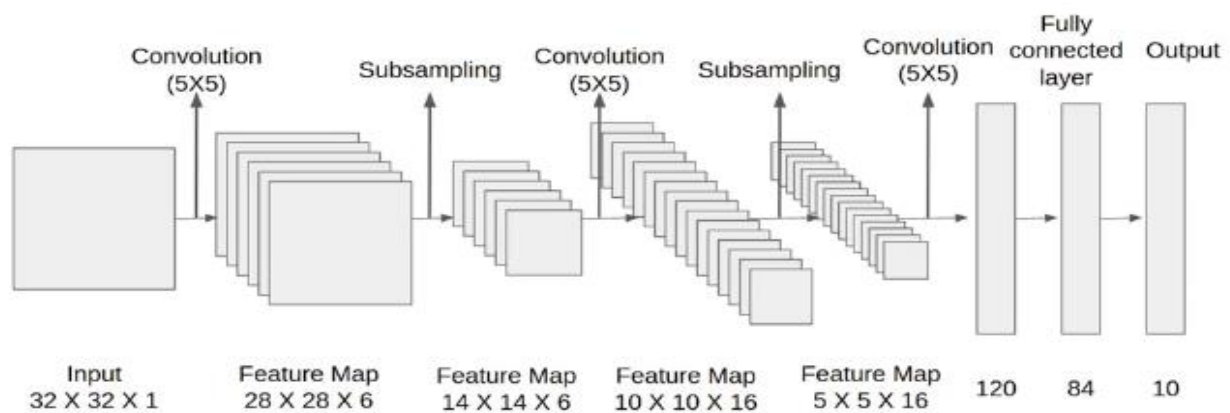 Convolution
(5X5)
Subsampling
Convolution
(5X5)
Subsampling
Convolution
(5X5)
Fully
connected
layer
Output
Input
32 X 32 X 1
Feature Map
28 X 28 X 6
Feature Map
14 X 14 X 6
Feature Map
10 X 10 X 16
Feature Map
5 X 5 X 16
120
84
10